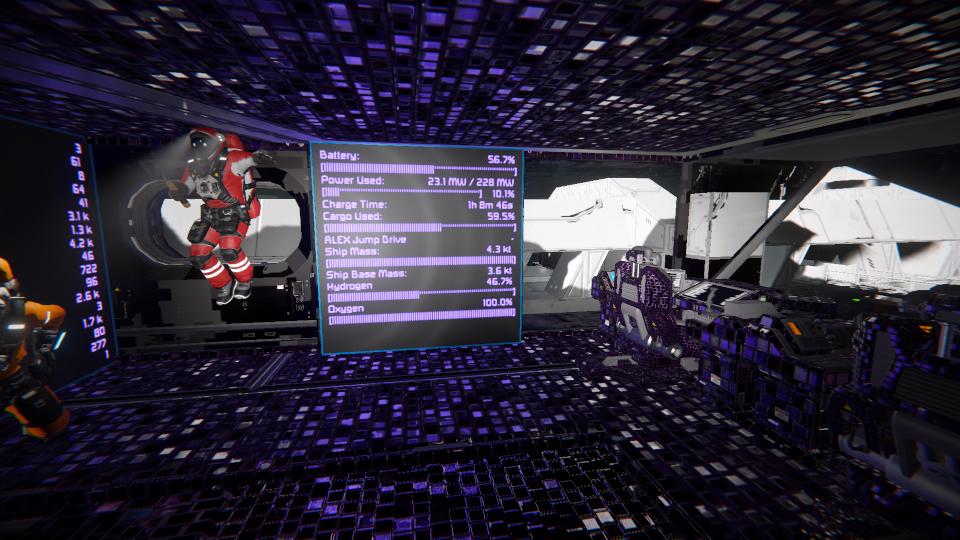 3
61
8
64
41
3.1 k
1.3 k
4.2 k
46
722
96
2.6 k
3
1.7 k
80
277
1
Battery: 56.7%
Power Used: 23.1 MW / 228 MW
10.1%
Charge Time: 1h 8m 46s
Cargo Used: 59.5%
ALEX Jump Drive -
Ship Mass: 4.3 kt
Ship Base Mass: 3.6 kt
Hydrogen 46.7%
Oxygen 100.0%